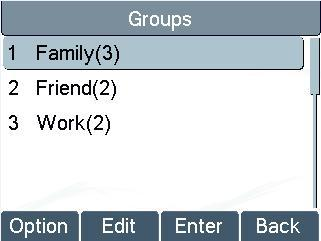 Groups
1 Family(3)
2 Friend(2)
3 Work(2)
Option Edit Enter Back